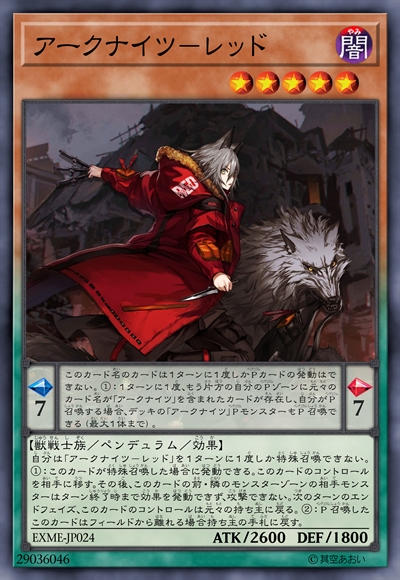 アークナイツーレッド
闇
やみ
RED
このカード名のカードは1ターンに1度しかPカードの発動は
できない。①:1ターンに1度、もう片方の自分のPゾーンに元々の
カード名が「アークナイツ」を含まれたカードが存在し、自分がP
召喚する場合、デッキの「アークナイツ」PモンスターもP召喚で
きる(最大1体まで)。
7
7
【獣戦士族/ペンデュラム/効果】
自分は「アークナイツーレッド」を1ターンに1度しか特殊召喚できない。
①:このカードが特殊召喚した場合に発動できる。このカードのコントロール
を相手に移す。その後、このカードの前・隣のモンスターゾーンの相手モン
スターはターン終了時まで効果を発動できず、攻撃できない。次のターンのエン
ドフェイズ、このカードのコントロールは元々の持ち主に戻る。②:P召喚した
このカードはフィールドから離れる場合持ち主の手札に戻す。
EXME-JP024
ATK/2600 DEF/1800
29036046
©其空あおい